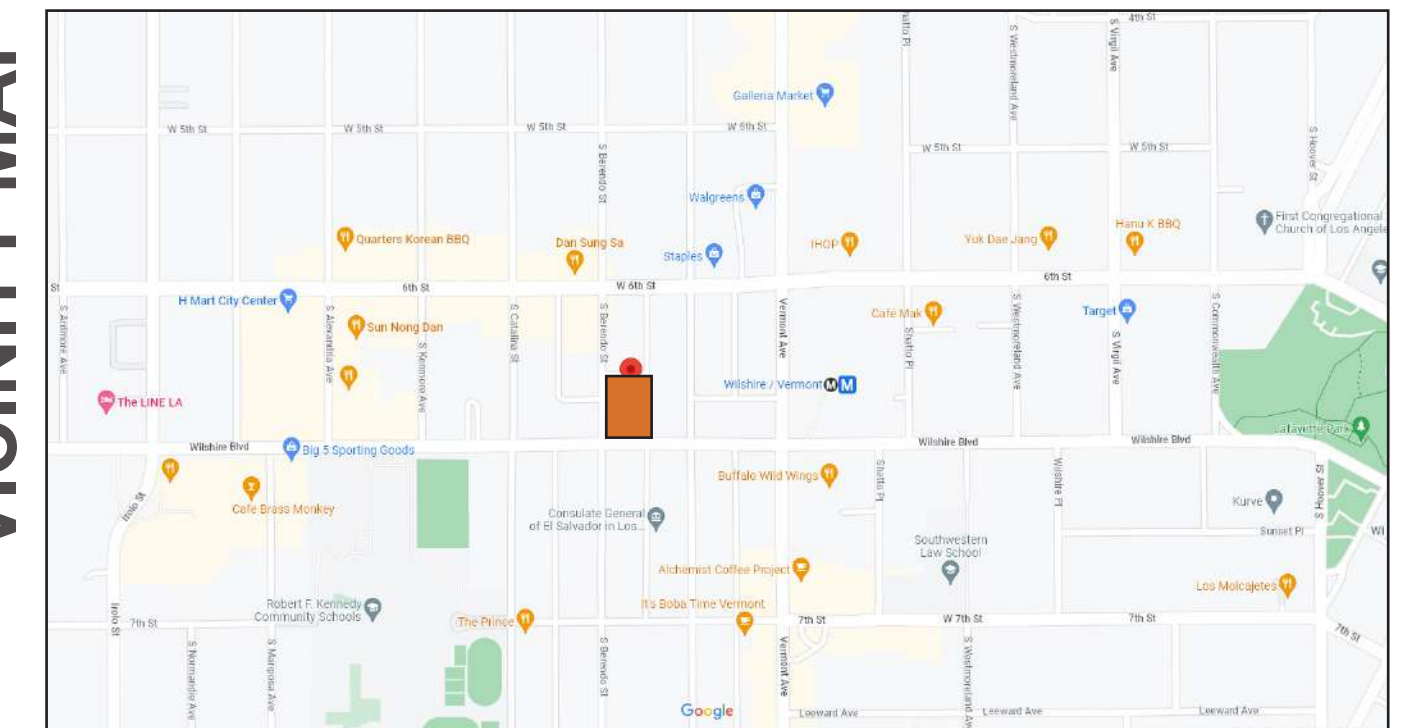 VICINITY MAP
4th St
hatto Pl
S Westmoreland Ave
S Virgil Ave
Galleria Market
W 5th St
W 5th St
W 5th St
W 5th St
W 5th St
W 5th St
S Berendo St
S Hoover St
Walgreens
First Congregational
Church of Los Angele
Quarters Korean BBQ
Dan Sung Sa
Staples
IHOP
Yuk Dae Jang
Hanu K BBQ
6th St
St
6th St
W 6th St
H Mart City Center
S Ardmore Ave
S Alexandria Ave
Sun Nong Dan
S Kenmore Ave
S Catalina St
S Berendo St
Vermont Ave
Cafe Mak
Shatto Pl
S Westmoreland Ave
Target
S Virgil Ave
S Commonwealth Ave
The LINE LA
Wilshire / Vermont
M
M
Lafayette Park
Wilshire Blvd
Big 5 Sporting Goods
Wilshire Blvd
Wilshire Blvd
Irolo St
Cafe Brass Monkey
Buffalo Wild Wings
Shatto Pl
Wilshire Pl
S Hoover St
Kurve
Consulate General
of El Salvador in Los...
Southwestern
Law School
Sunset Pl
Wi
Alchemist Coffee Project
Los Molcajetes
Robert F. Kennedy
Community Schools
It's Boba Time Vermont
Irolo St
7th St
The Prince
7th St
W 7th St
7th St
7th St
S Normandie Ave
S Mariposa Ave
S Berendo St
Vermont Ave
S Westmoreland Av
Google
Leeward Ave
Leeward Ave
Leeward Ave